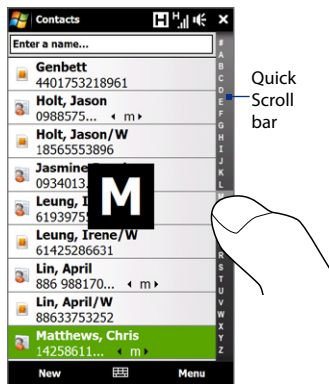 Contacts
H H
Enter a name...
Genbett
4401753218961
Holt, Jason
0988575... m
Holt, Jason/W
18565553896
Jasmine
0934013.
Leung, I
6193975
Leung, Irene/W
61425286631
Lin, April
886 988170... m
Lin, April/W
88633753252
Matthews, Chris
14258611... m
New
Menu
M
#
A
B
C
D
E
F
G
H
I
J
K
L
R
S
T
U
V
W
X
Y
Z
Quick
Scroll
bar